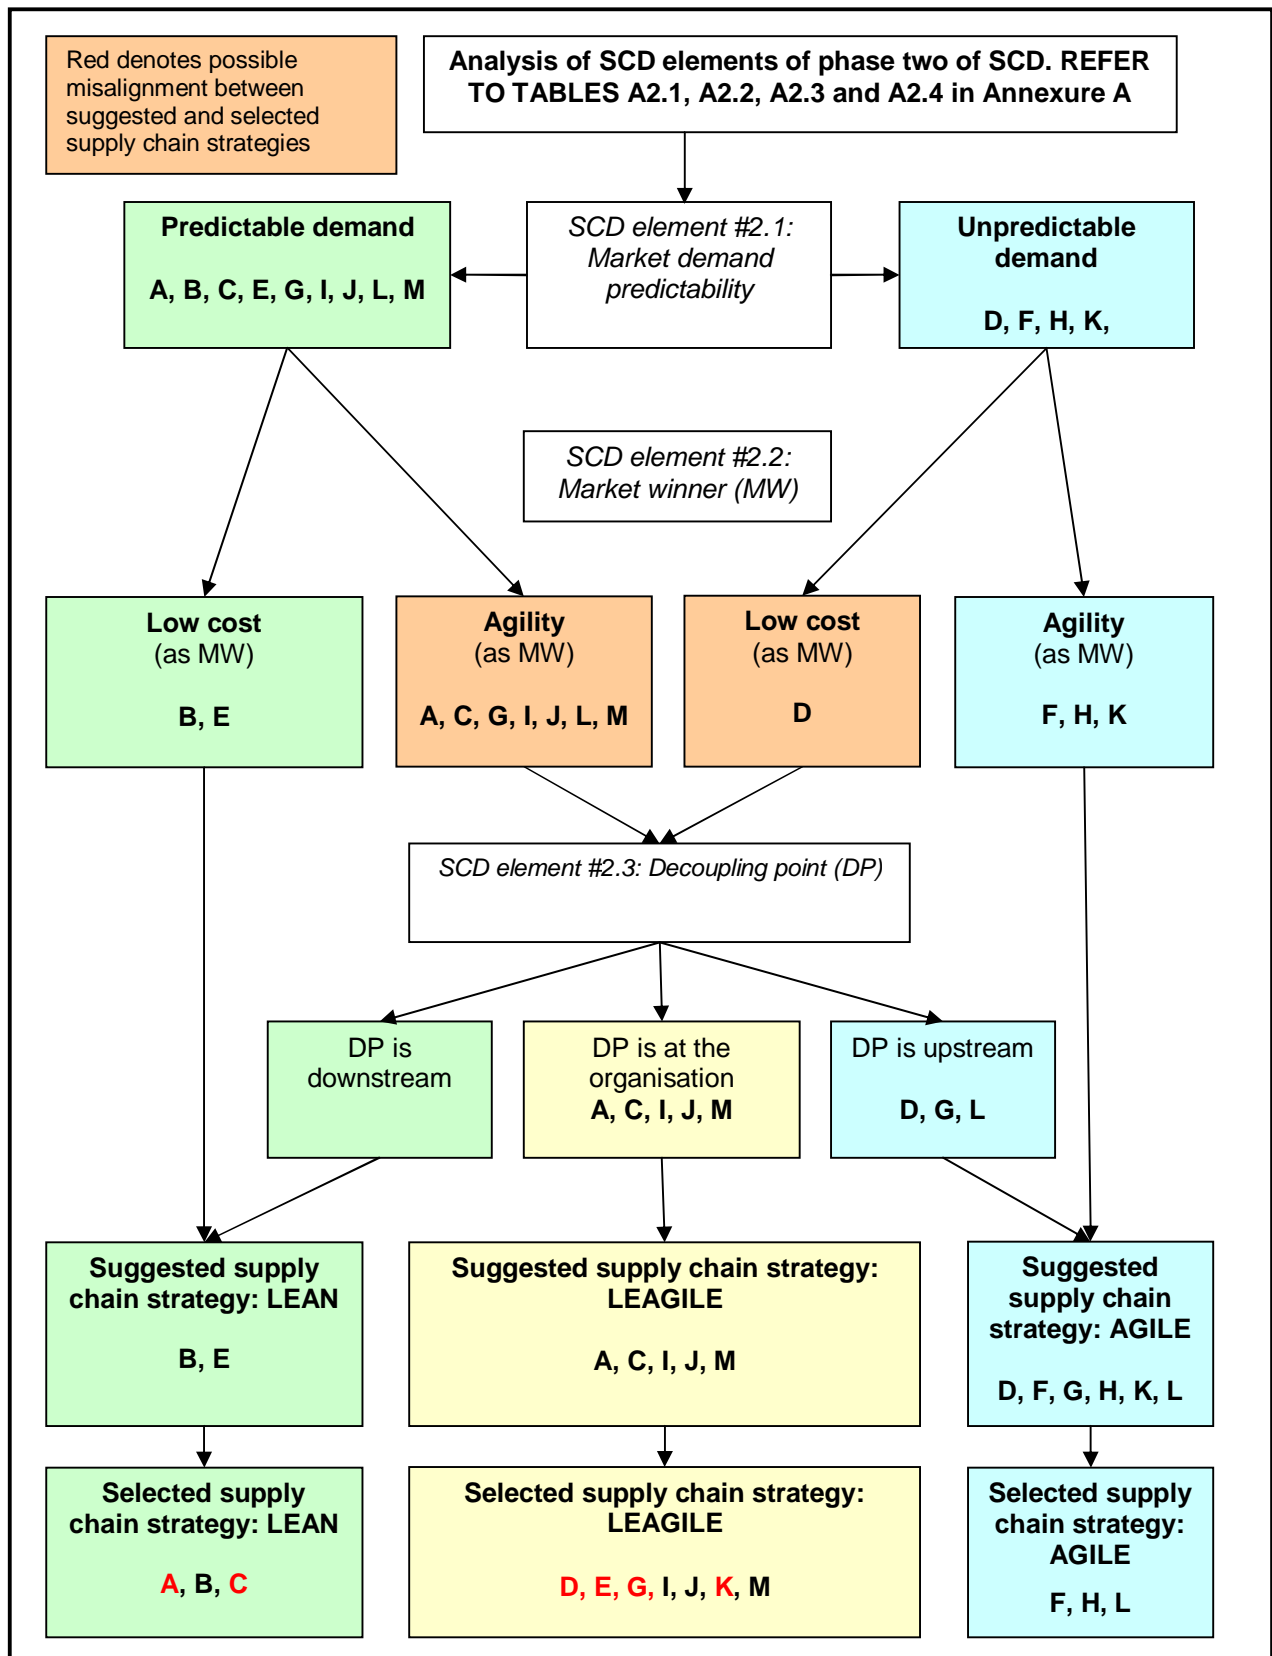 Red denotes possible
misalignment between
suggested and selected
supply chain strategies
Analysis of SCD elements of phase two of SCD. REFER
TO TABLES A2.1, A2.2, A2.3 and A2.4 in Annexure A
Predictable demand
A, B, C, E, G, I, J, L, M
SCD element #2.1:
Market demand
predictability
Unpredictable
demand
D, F, H, K,
SCD element #2.2:
Market winner (MW)
Low cost
(as MW)
B, E
Agility
(as MW)
A, C, G, I, J, L, M
Low cost
(as MW)
D
Agility
(as MW)
F, H, K
SCD element #2.3: Decoupling point (DP)
DP is
downstream
DP is at the
organisation
A, C, I, J, M
DP is upstream
D, G, L
Suggested supply
chain strategy: LEAN
B, E
Suggested supply chain strategy:
LEAGILE
A, C, I, J, M
Suggested
supply chain
strategy: AGILE
D, F, G, H, K, L
Selected supply
chain strategy: LEAN
A, B, C
Selected supply chain strategy:
LEAGILE
D, E, G, I, J, K, M
Selected supply
chain strategy:
AGILE
F, H, L